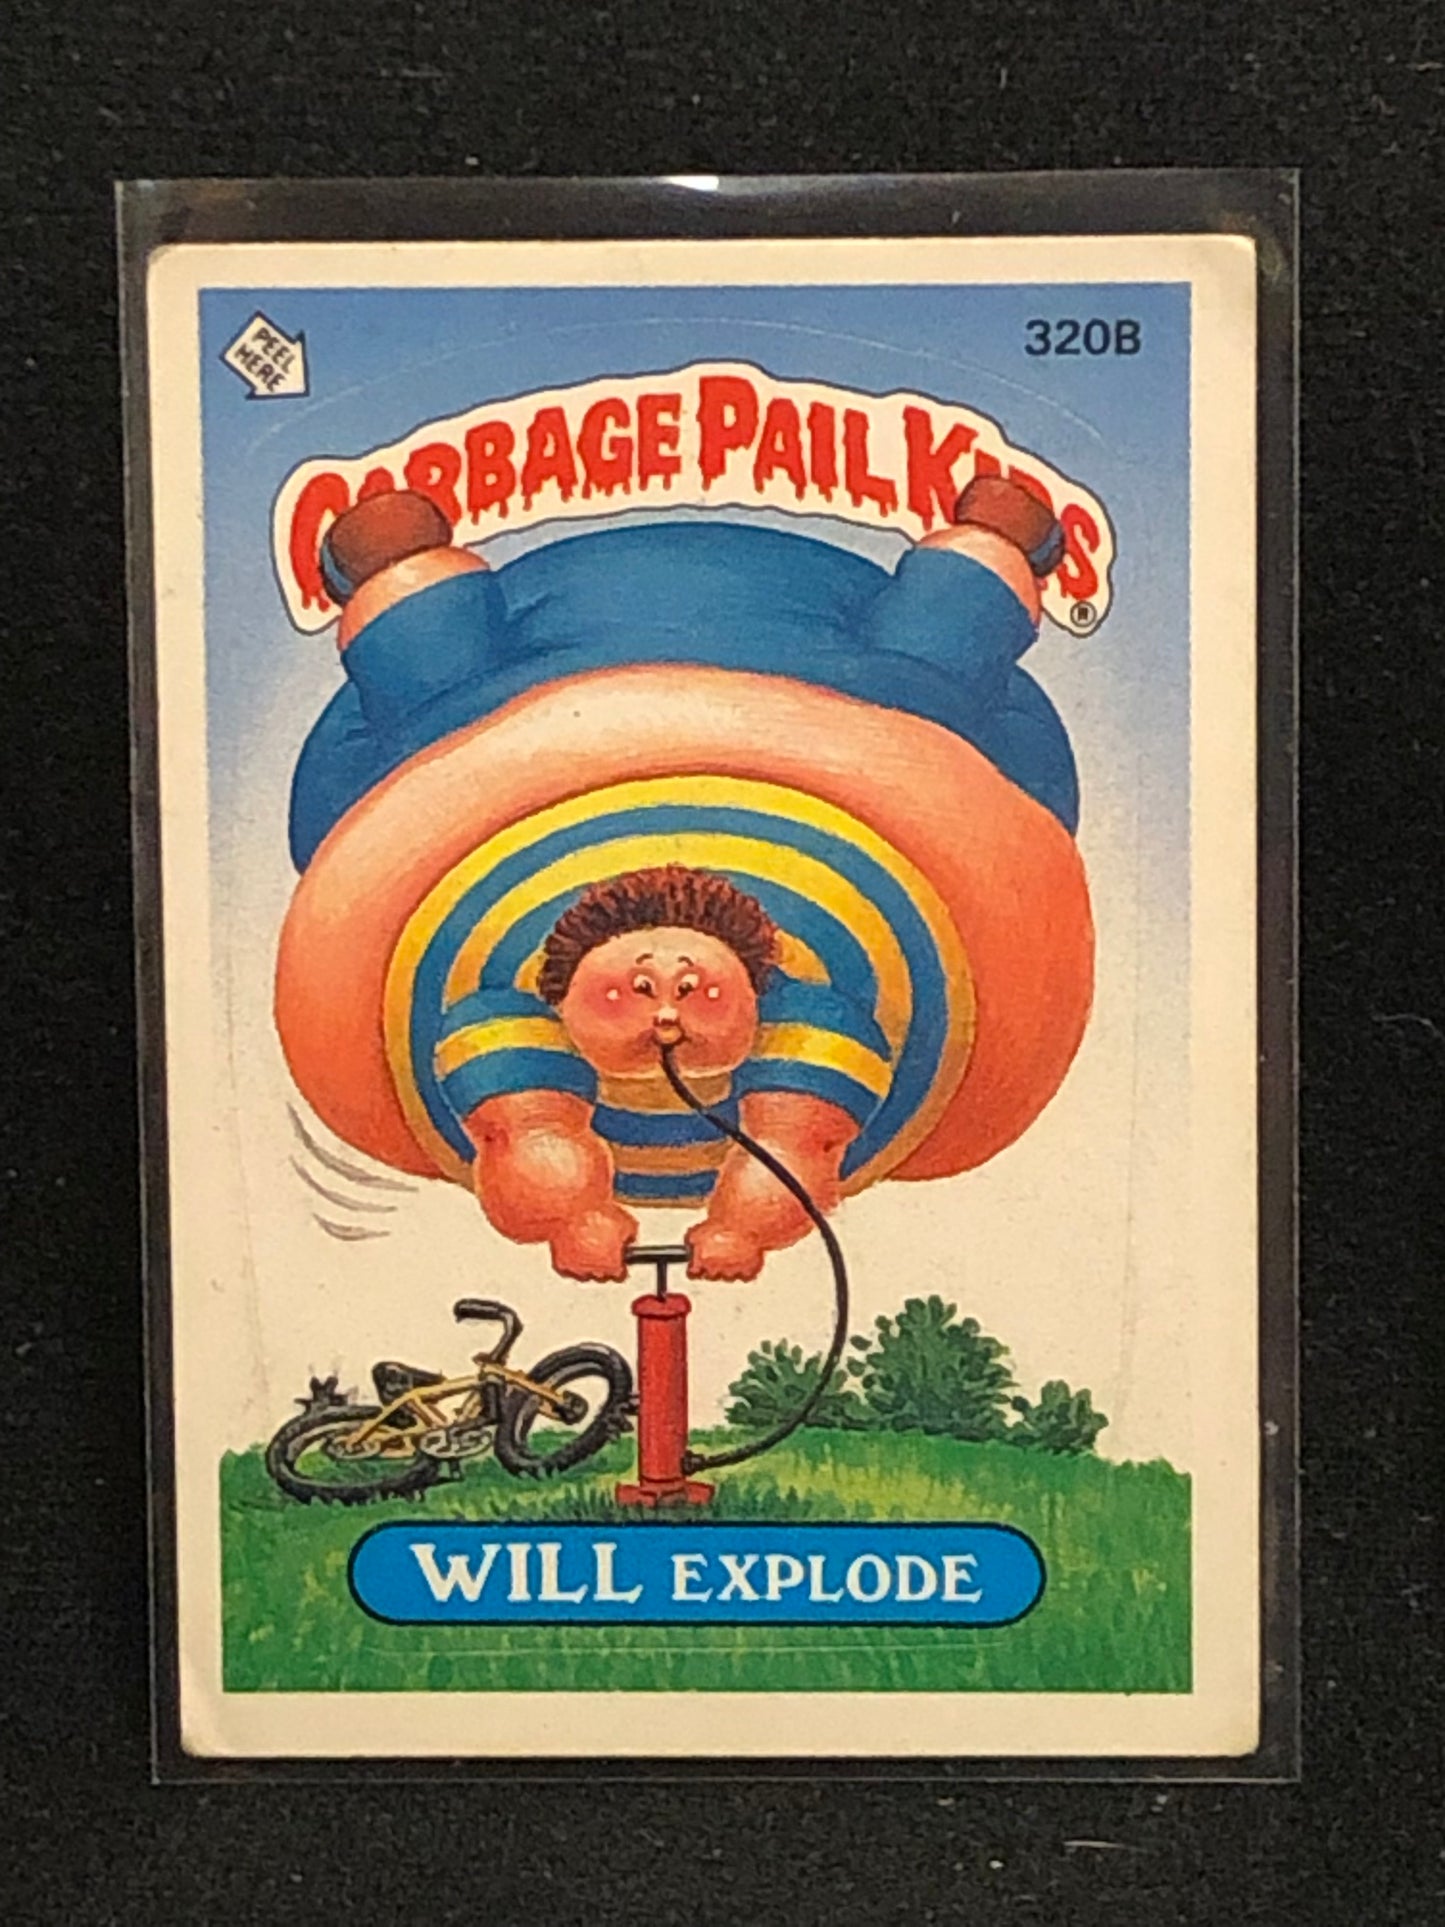 PEEL
HERE
320B
GARBAGE PAIL KIDS
®
WILL EXPLODE